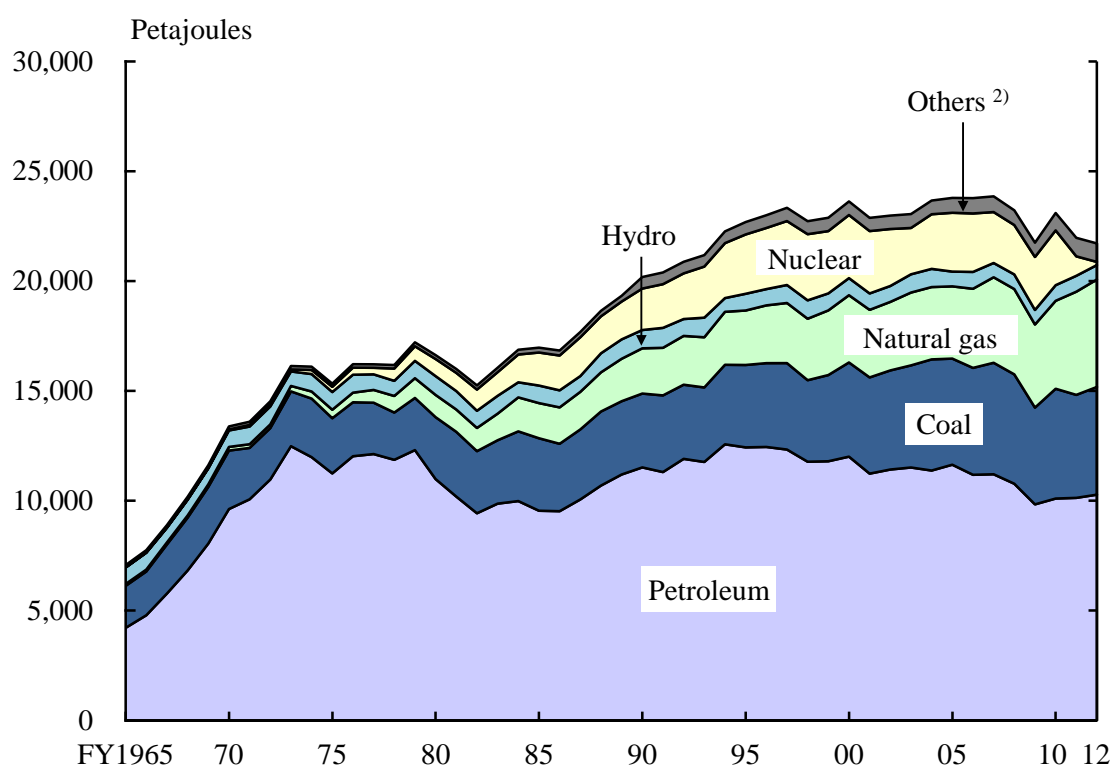 Petajoules
30,000
Others 2)
25,000
Hydro
20,000
Nuclear
Natural gas
15,000
Coal
10,000
Petroleum
5,000
0
FY1965 70 75 80 85 90 95 00 05 10 12